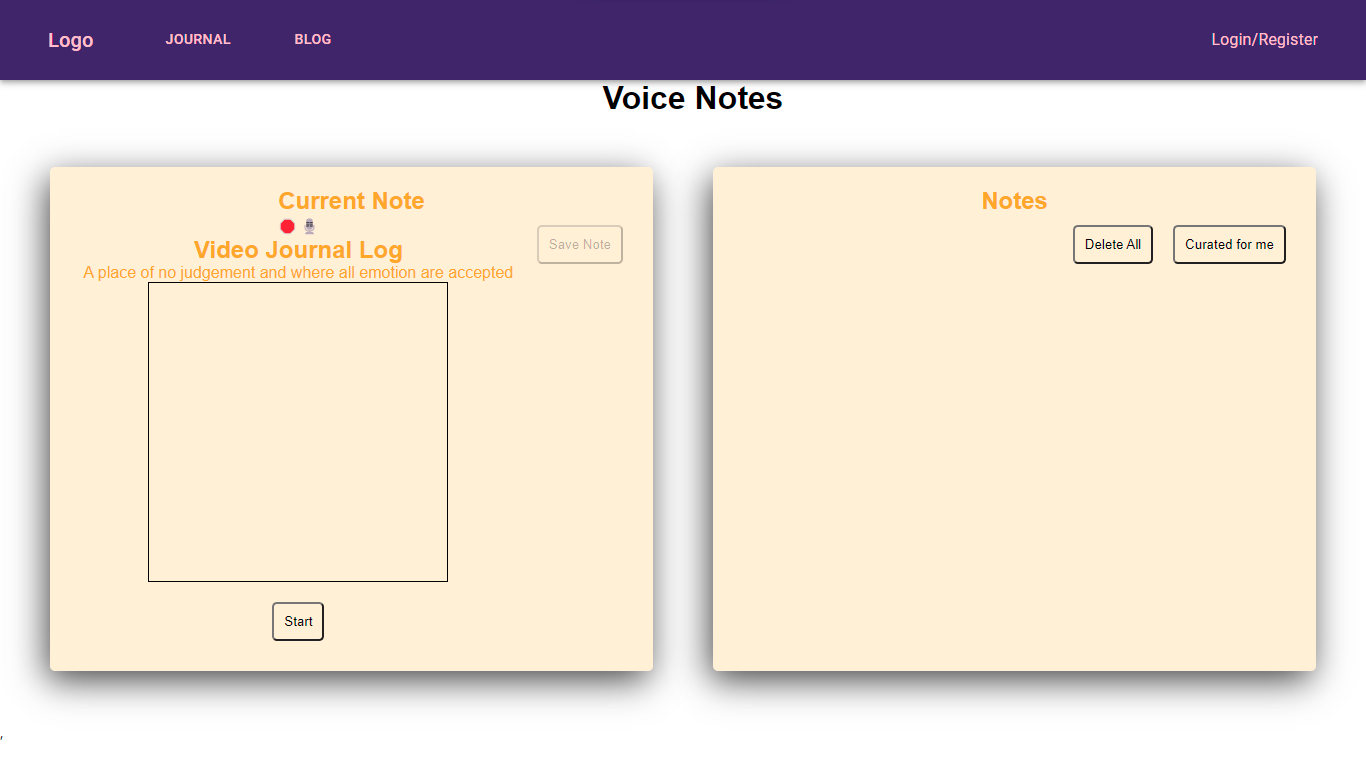 Logo JOURNAL BLOG Login/Register
Voice Notes
Current Note
Save Note
Video Journal Log
A place of no judgement and where all emotion are accepted
Start
Notes
Delete All Curated for me
,